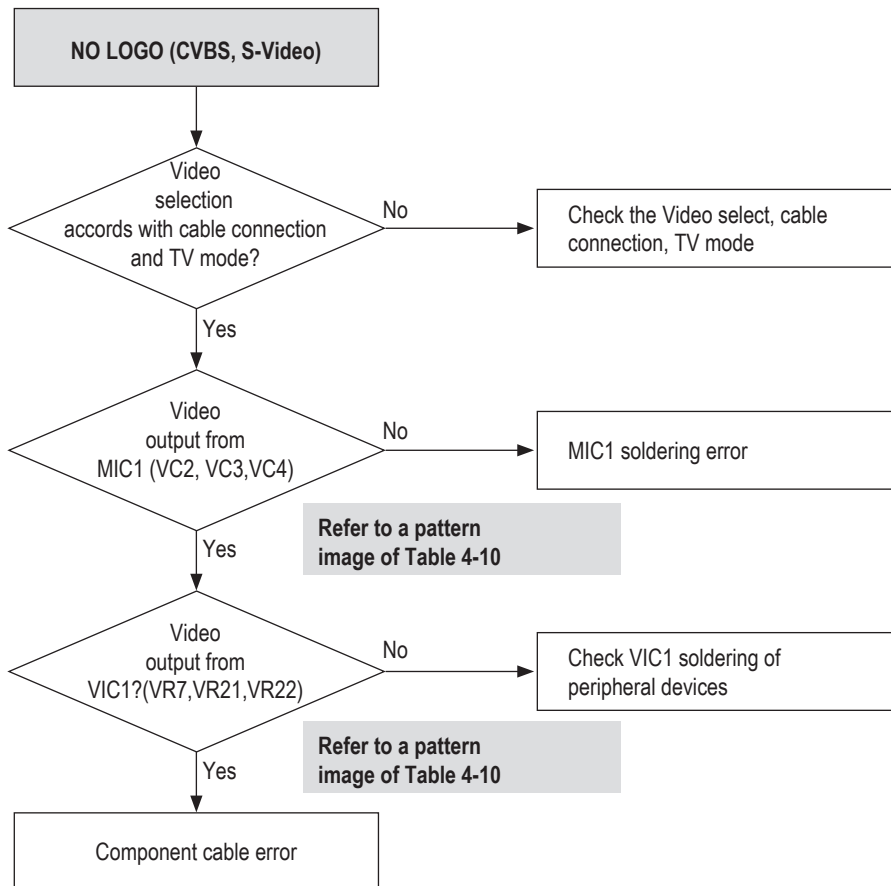 NO LOGO (CVBS, S-Video)
Video
selection
accords with cable connection
and TV mode?
No
Check the Video select, cable
connection, TV mode
Yes
Video
output from
MIC1 (VC2, VC3,VC4)
No
MIC1 soldering error
Refer to a pattern
image of Table 4-10
Yes
Video
output from
VIC1?(VR7,VR21,VR22)
No
Check VIC1 soldering of
peripheral devices
Refer to a pattern
image of Table 4-10
Yes
Component cable error